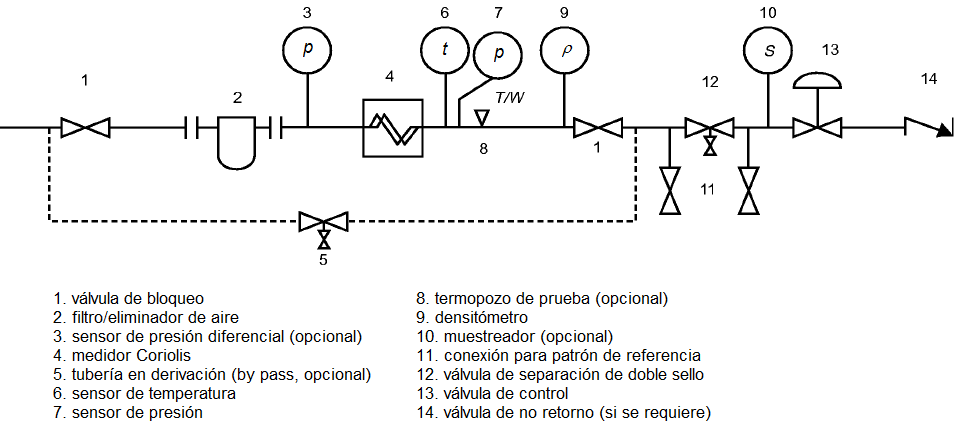 3
6
7
9
10
13
p
t
p
ρ
s
1
2
4
T/W
12
14
8
1
11
5
1. válvula de bloqueo
2. filtro/eliminador de aire
3. sensor de presión diferencial (opcional)
4. medidor Coriolis
5. tubería en derivación (by pass, opcional)
6. sensor de temperatura
7. sensor de presión
8. termopozo de prueba (opcional)
9. densitómetro
10. muestreador (opcional)
11. conexión para patrón de referencia
12. válvula de separación de doble sello
13. válvula de control
14. válvula de no retorno (si se requiere)